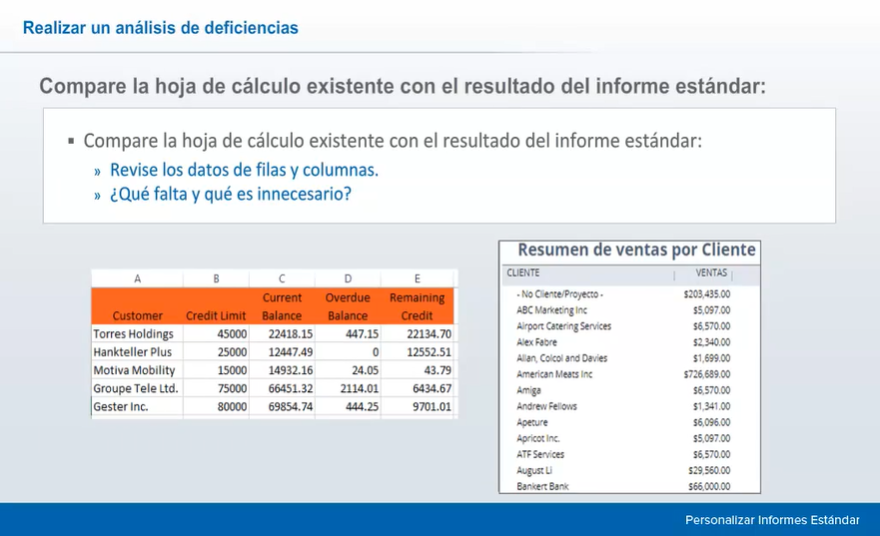 Realizar un análisis de deficiencias
Compare la hoja de cálculo existente con el resultado del informe estándar:
▪ Compare la hoja de cálculo existente con el resultado del informe estándar:
» Revise los datos de filas y columnas.
» ¿Qué falta y qué es innecesario?
A B C D E
Current Overdue Remaining
Customer Credit Limit Balance Balance Credit
Torres Holdings 45000 22418.15 447.15 22134.70
Hankteller Plus 25000 12447.49 0 12552.51
Motiva Mobility 15000 14932.16 24.05 43.79
Groupe Tele Ltd. 75000 66451.32 2114.01 6434.67
Gester Inc. 80000 69854.74 444.25 9701.01
Resumen de ventas por Cliente
CLIENTE VENTAS
- No Cliente/Proyecto - $203,435.00
ABC Marketing Inc $5,097.00
Airport Catering Services $6,570.00
Alex Fabre $2,340.00
Allan, Colcol and Davies $1,699.00
American Meats Inc $726,689.00
Amiga $6,570.00
Andrew Fellows $1,341.00
Apeture $6,096.00
Apricot Inc. $5,097.00
ATF Services $6,570.00
August Li $29,560.00
Bankert Bank $66,000.00
Personalizar Informes Estándar